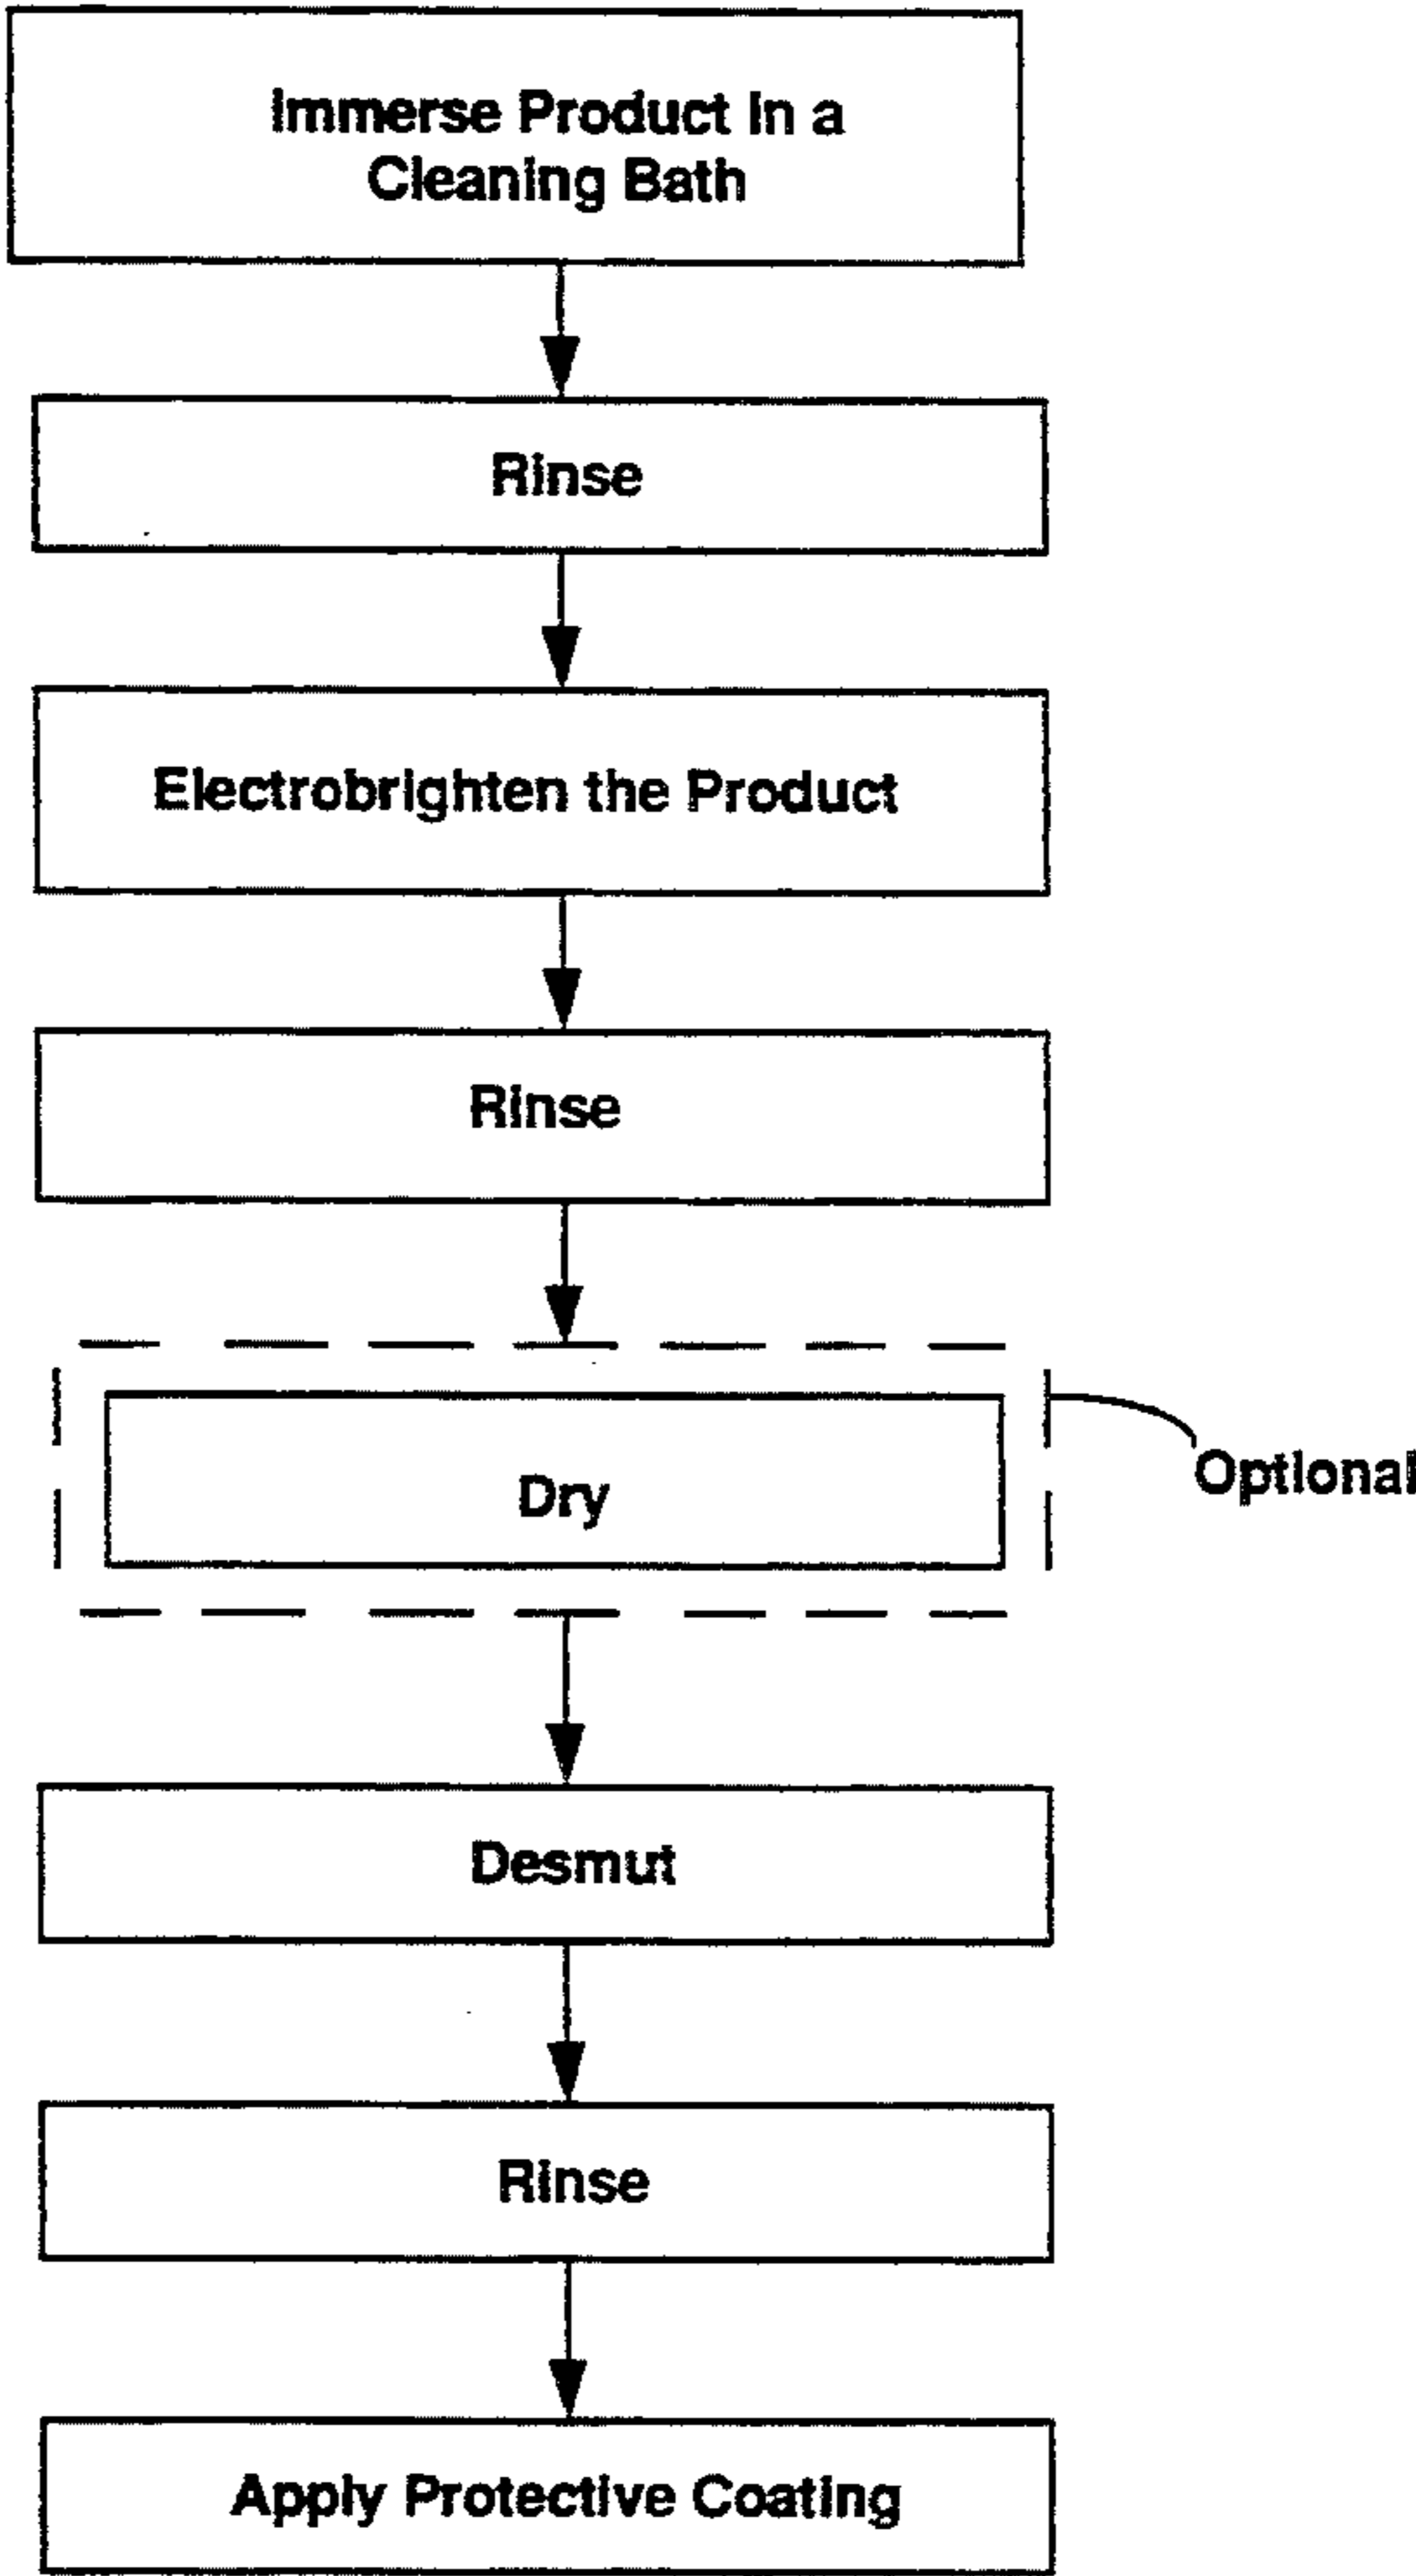 Immerse Product In a
Cleaning Bath
Rinse
Electrobrighten the Product
Rinse
Dry
Optional
Desmut
Rinse
Apply Protective Coating